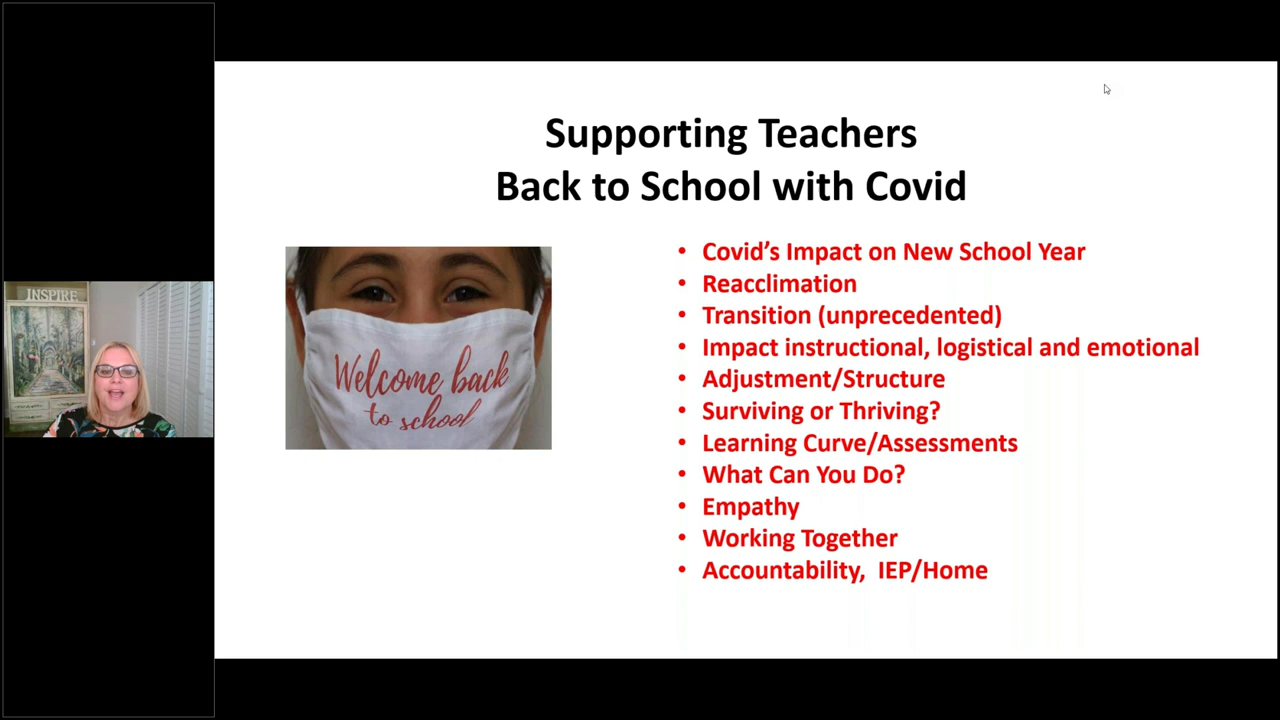 Supporting Teachers
Back to School with Covid
INSPIRE
Welcome back
to school
• Covid's Impact on New School Year
• Reacclimation
• Transition (unprecedented)
• Impact instructional, logistical and emotional
• Adjustment/Structure
• Surviving or Thriving?
• Learning Curve/Assessments
• What Can You Do?
• Empathy
• Working Together
• Accountability, IEP/Home